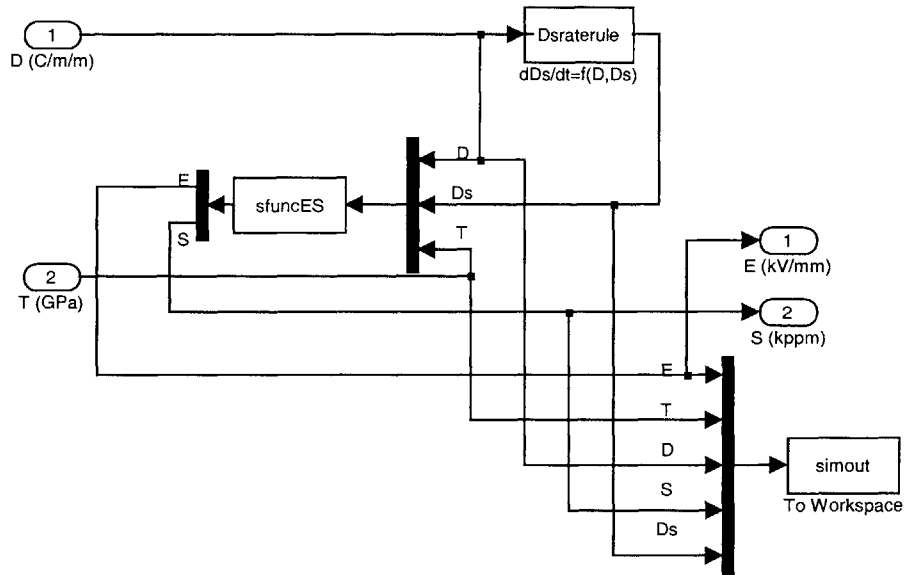 1
D (C/m/m)
Dsraterule
dDs/dt=f(D,Ds)
D
E
sfuncES
Ds
S
T
2
T (GPa)
1
E (kV/mm)
2
S (kppm)
E
T
D
S
Ds
simout
To Workspace